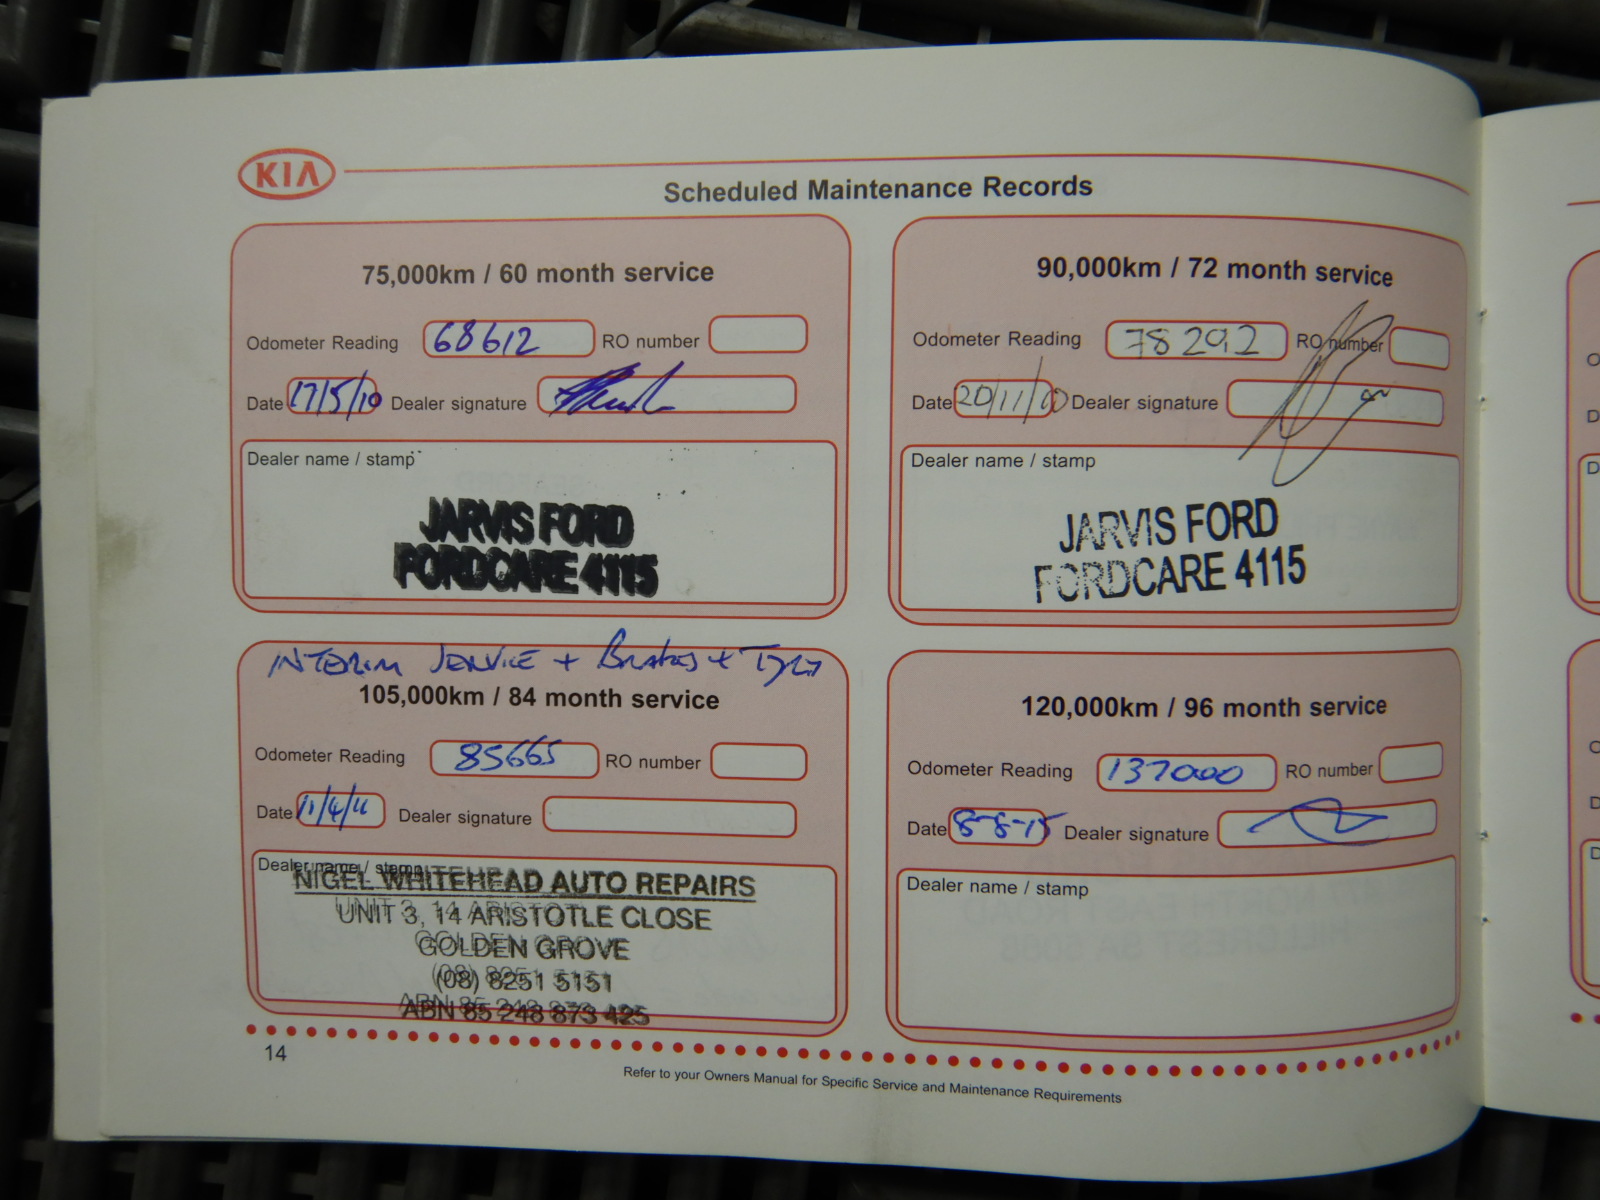 KIA
Scheduled Maintenance Records
75,000km / 60 month service
Odometer Reading 68612 RO number
Date 17/5/10 Dealer signature
Dealer name / stamp
JARVIS FORD
FORDCARE 4115
90,000km / 72 month service
Odometer Reading 78292 RO number
Date 20/11/10 Dealer signature
Dealer name / stamp
JARVIS FORD
FORDCARE 4115
INTERIM SERVICE + Brakes +
105,000km / 84 month service
Odometer Reading 85665 RO number
Date 11/4/11 Dealer signature
Dealer name / stamp
NIGEL WHITEHEAD AUTO REPAIRS
UNIT 3, 14 ARISTOTLE CLOSE
GOLDEN GROVE
(08) 8251 5151
ABN 85 248 873 425
120,000km / 96 month service
Odometer Reading 137000 RO number
Date 8-8-15 Dealer signature
Dealer name / stamp
14
Refer to your Owners Manual for Specific Service and Maintenance Requirements